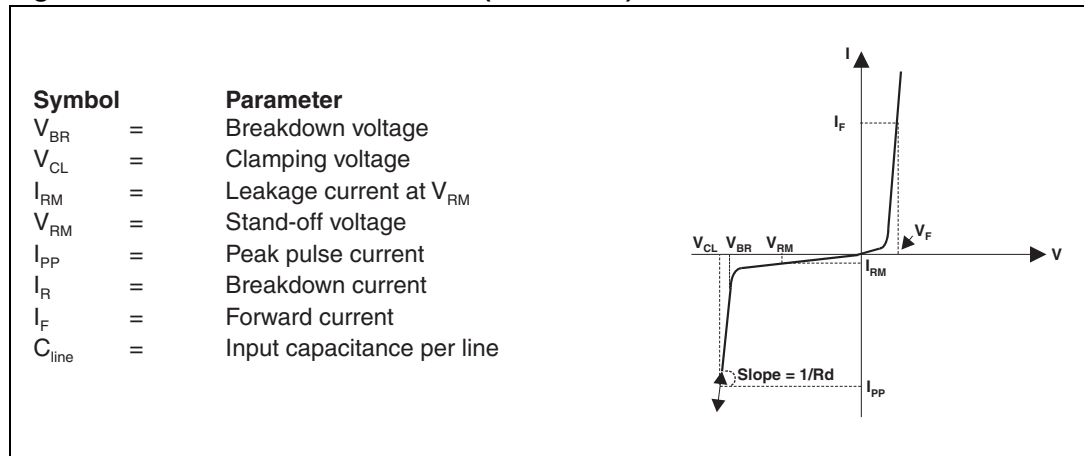 Symbol Parameter
V_BR = Breakdown voltage
V_CL = Clamping voltage
I_RM = Leakage current at V_RM
V_RM = Stand-off voltage
I_PP = Peak pulse current
I_R = Breakdown current
I_F = Forward current
C_line = Input capacitance per line
I
I_F
V_F
V_CL V_BR V_RM
V
I_RM
Slope = 1/Rd
I_PP